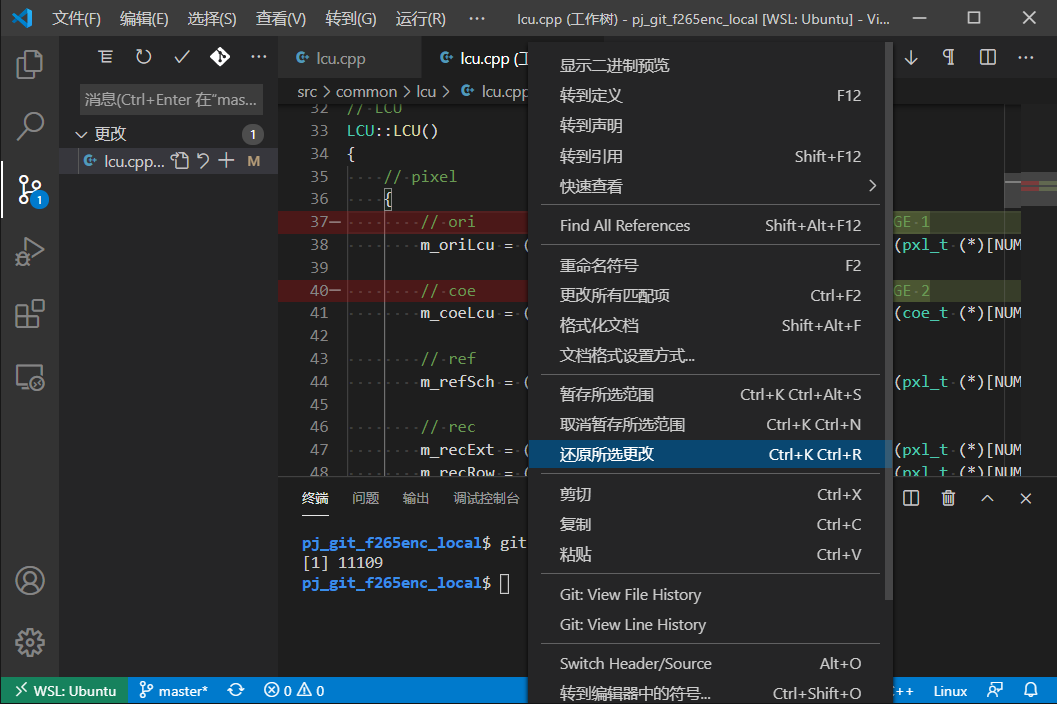 文件(F) 编辑(E) 选择(S) 查看(V) 转到(G) 运行(R) ··· lcu.cpp (工作树) - pj_git_f265enc_local [WSL: Ubuntu] - Vi...
lcu.cpp
lcu.cpp (工
src > common > lcu > lcu.cpp
消息(Ctrl+Enter 在"mas...
更改 1
lcu.cpp... M
1
32 // LCU
33 LCU::LCU()
34 {
35 ····// pixel
36 ····{
37— ········// ori
GE·1
38 ········m_oriLcu = (
(pxl_t (*)[NUM
39
40— ········// coe
GE·2
41 ········m_coeLcu = (
(coe_t (*)[NUM
42
43 ········// ref
44 ········m_refSch = (
(pxl_t (*)[NUM
45
46 ········// rec
47 ········m_recExt = (
(pxl_t (*)[NUM
48 ········m_recRow = (
(pxl_t (*)[NUM
显示二进制预览
转到定义 F12
转到声明
转到引用 Shift+F12
快速查看 >
Find All References Shift+Alt+F12
重命名符号 F2
更改所有匹配项 Ctrl+F2
格式化文档 Shift+Alt+F
文档格式设置方式...
暂存所选范围 Ctrl+K Ctrl+Alt+S
取消暂存所选范围 Ctrl+K Ctrl+N
还原所选更改 Ctrl+K Ctrl+R
剪切 Ctrl+X
复制 Ctrl+C
粘贴 Ctrl+V
Git: View File History
Git: View Line History
Switch Header/Source Alt+O
转到编辑器中的符号... Ctrl+Shift+O
终端 问题 输出 调试控制台
pj_git_f265enc_local$ git
[1] 11109
pj_git_f265enc_local$
WSL: Ubuntu master* 0 0
++ Linux